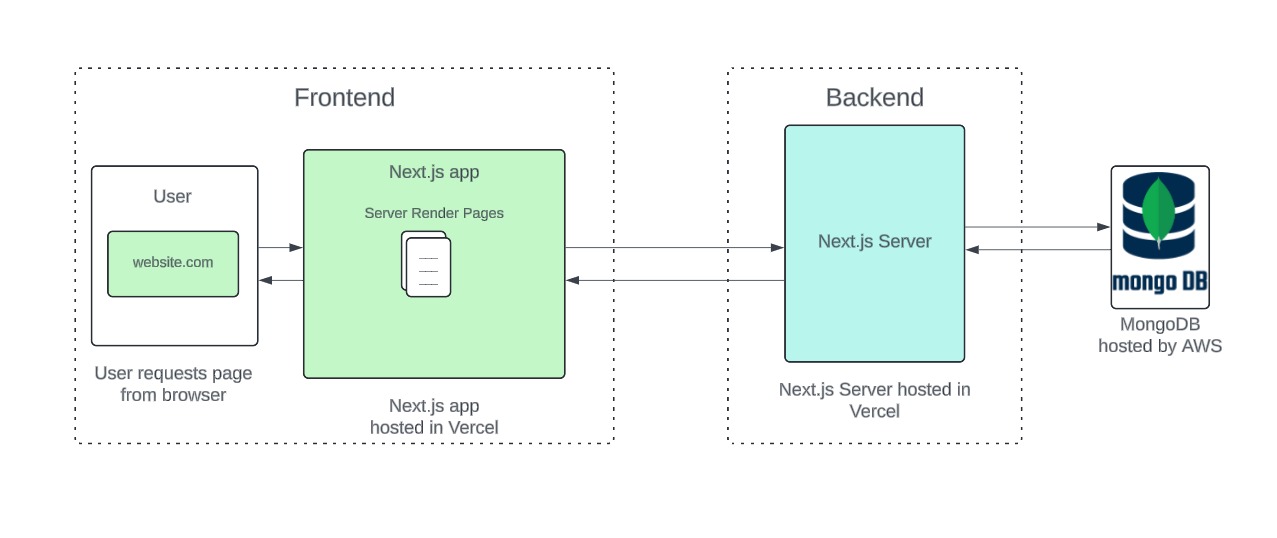 Frontend
Backend
User
website.com
User requests page
from browser
Next.js app
Server Render Pages
Next.js app
hosted in Vercel
Next.js Server
Next.js Server hosted in
Vercel
mongo DB
MongoDB
hosted by AWS